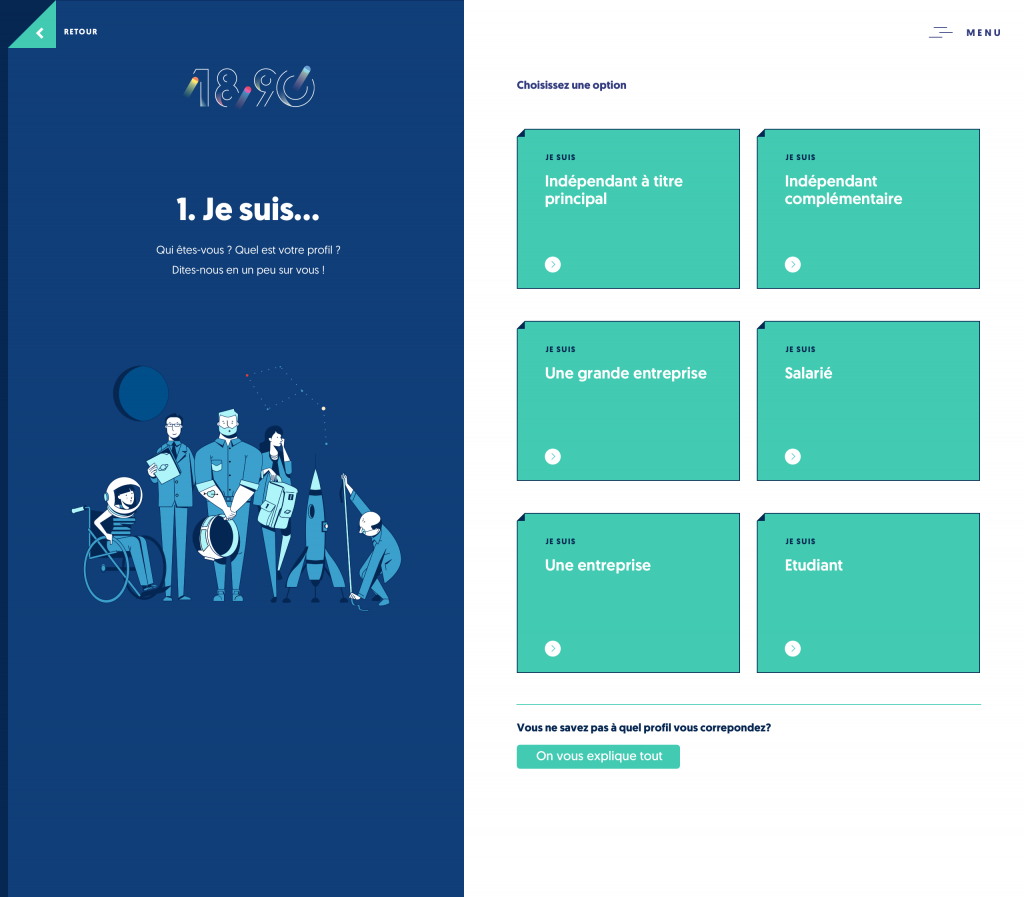 RETOUR
MENU
18/90
1. Je suis...
Qui êtes-vous ? Quel est votre profil ?
Dites-nous en un peu sur vous !
Choisissez une option
JE SUIS
Indépendant à titre
principal
JE SUIS
Indépendant
complémentaire
JE SUIS
Une grande entreprise
JE SUIS
Salarié
JE SUIS
Une entreprise
JE SUIS
Etudiant
Vous ne savez pas à quel profil vous correpondez?
On vous explique tout